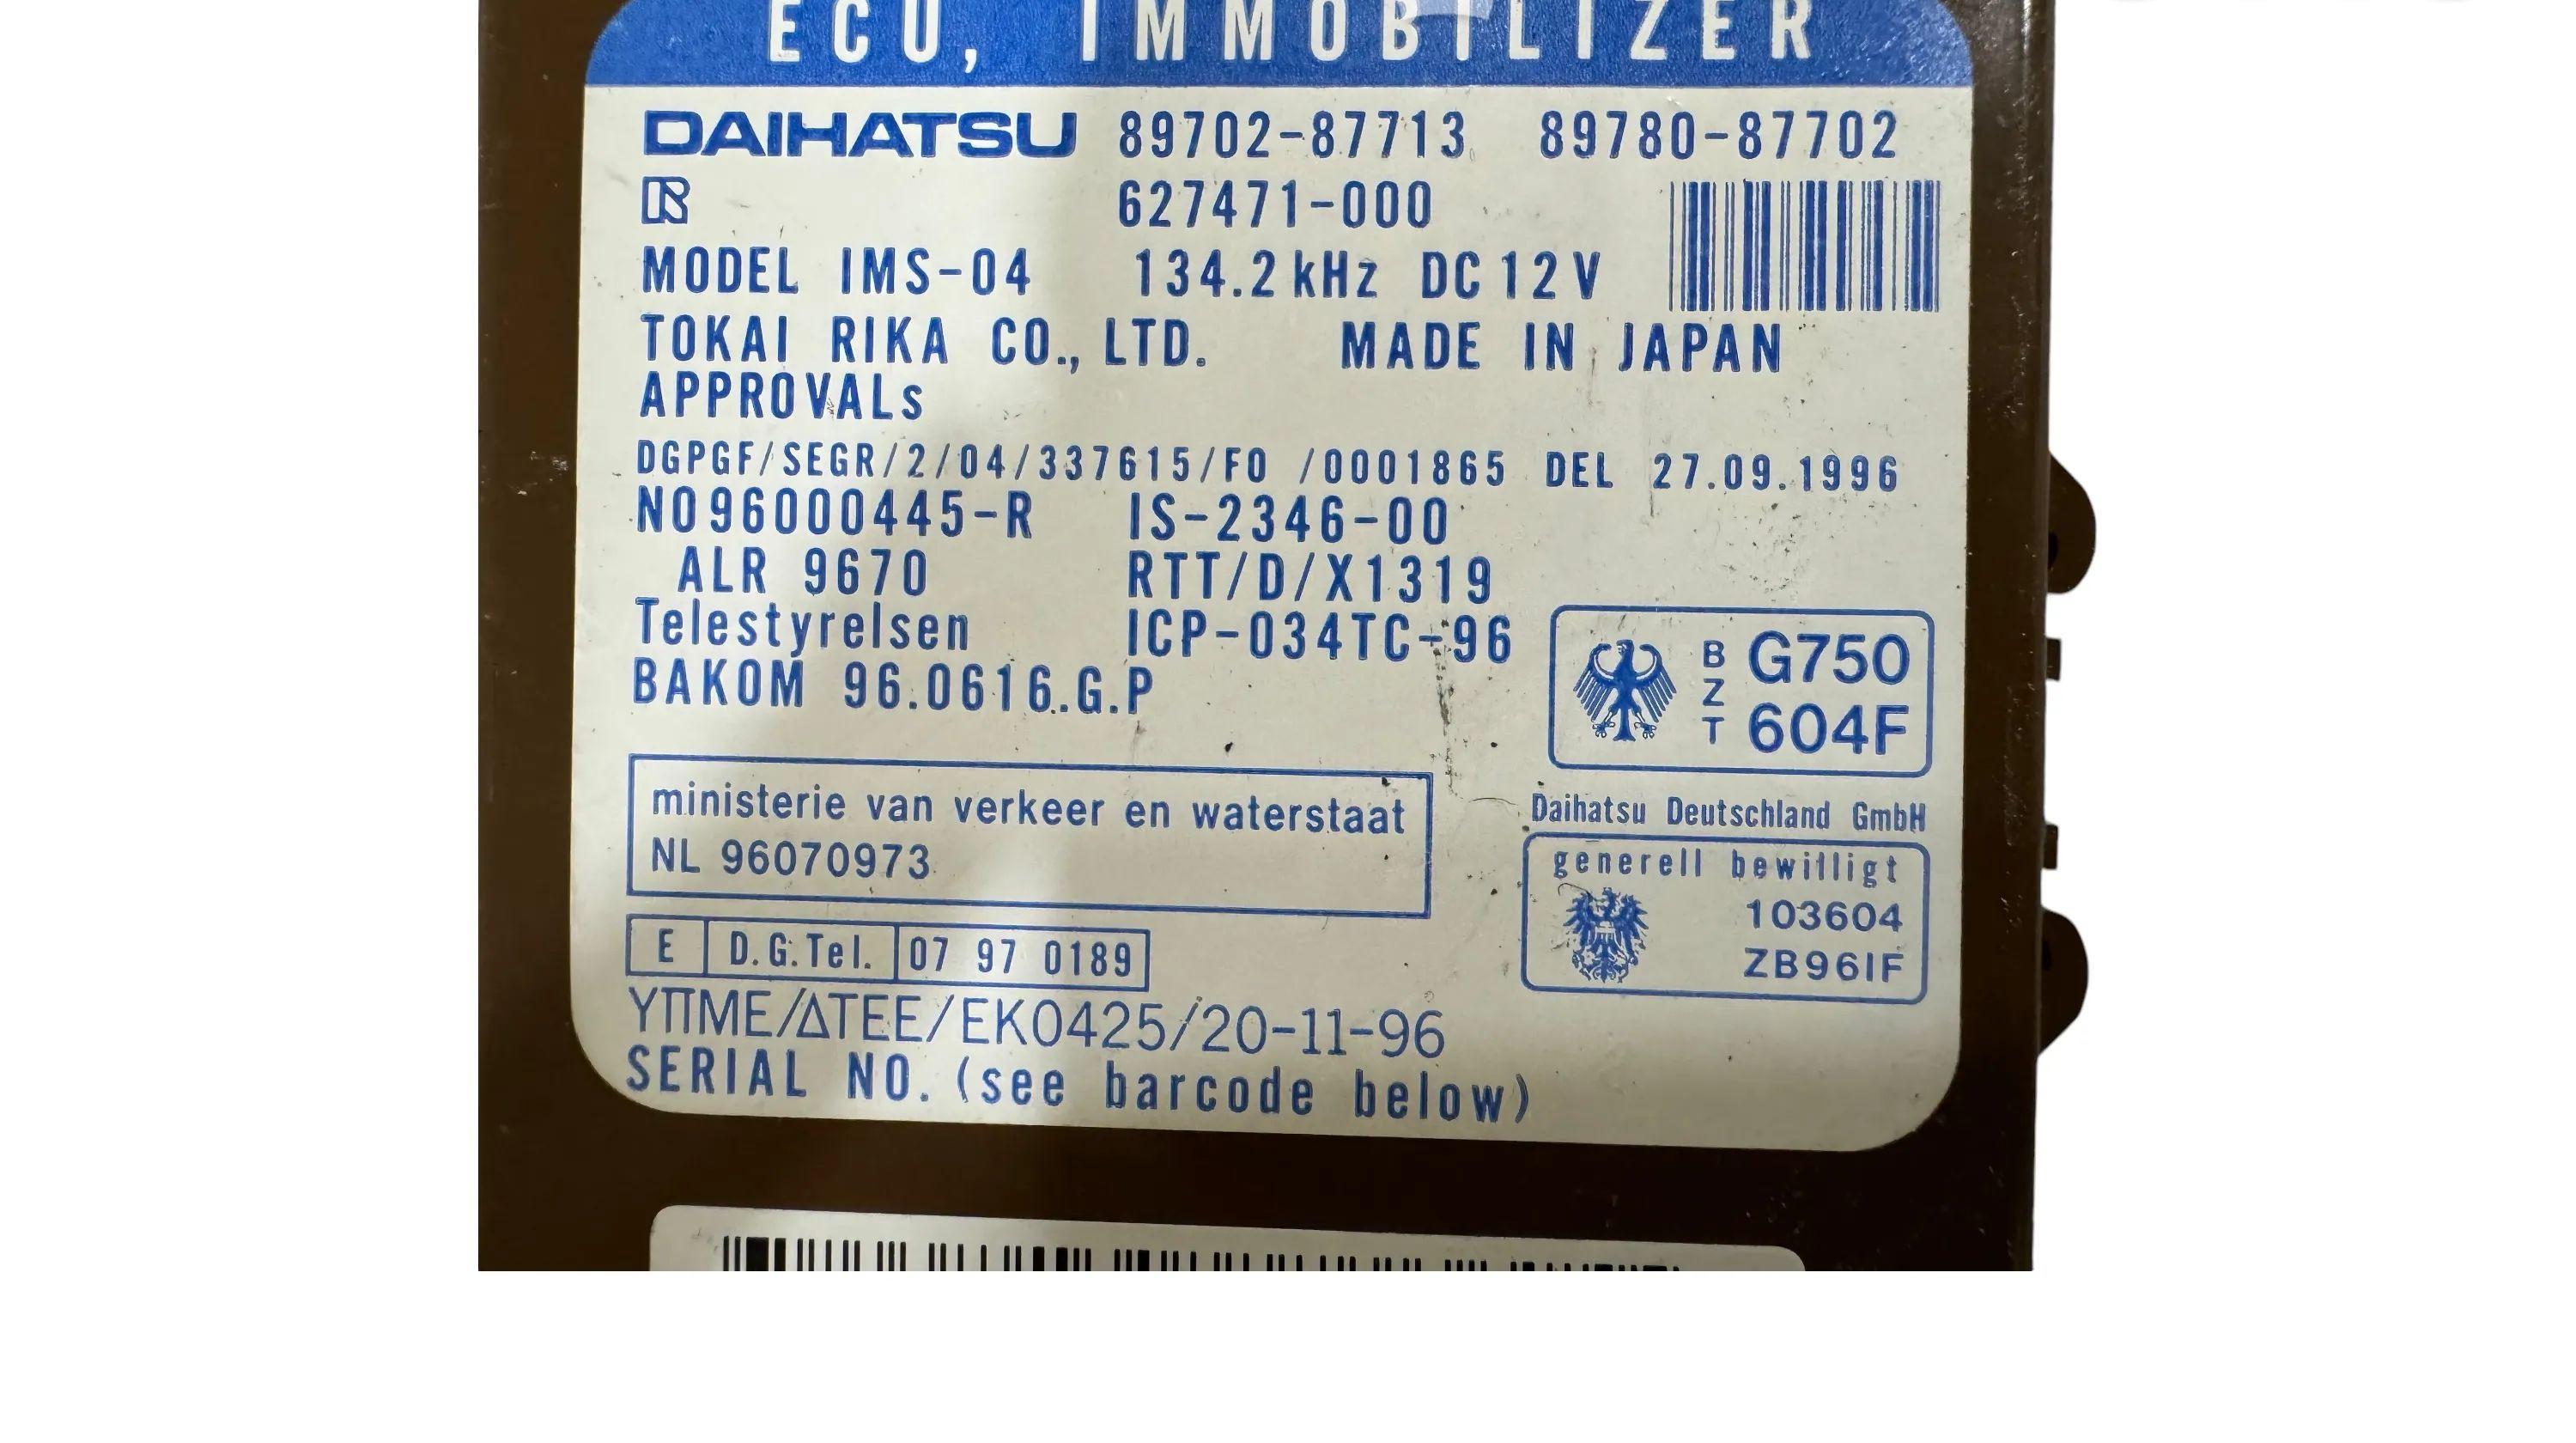 ECU, IMMOBILIZER
DAIHATSU 89702-87713 89780-87702
627471-000
MODEL IMS-04 134.2kHz DC12V
TOKAI RIKA CO., LTD. MADE IN JAPAN
APPROVALs
DGPGF/SEGR/2/04/337615/FO /0001865 DEL 27.09.1996
NO96000445-R IS-2346-00
ALR 9670 RTT/D/X1319
Telestyrelsen ICP-034TC-96
BAKOM 96.0616.G.P
BZT G750
604F
ministerie van verkeer en waterstaat
NL 96070973
Daihatsu Deutschland GmbH
generell bewilligt
103604
ZB96IF
E D.G.Tel. 07 97 0189
ΥΠΜΕ/ΔΤΕΕ/ΕΚ0425/20-11-96
SERIAL NO. (see barcode below)